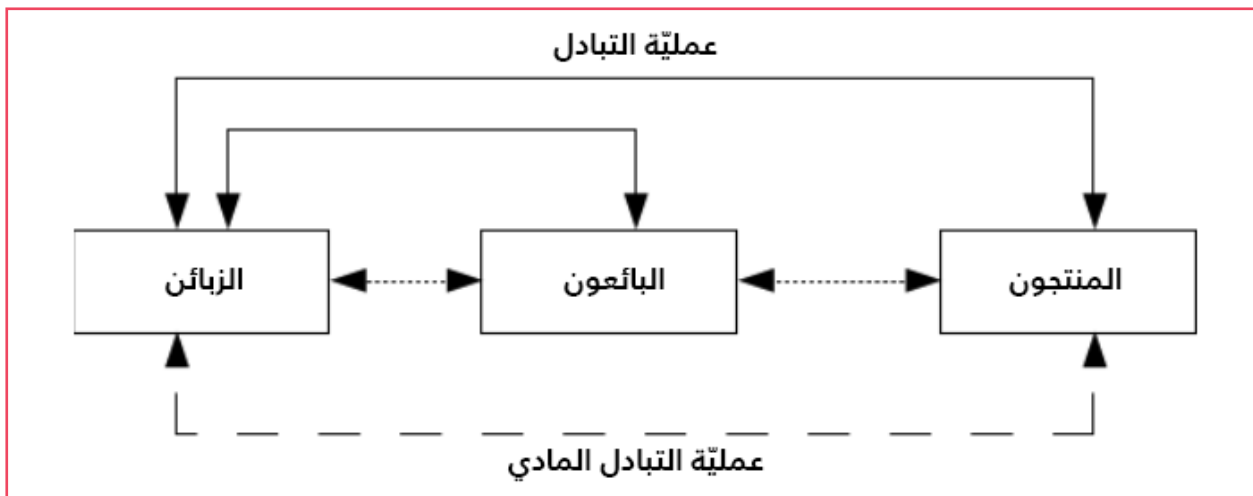 عمليّة التبادل
المنتجون
البائعون
الزبائن
عمليّة التبادل المادي